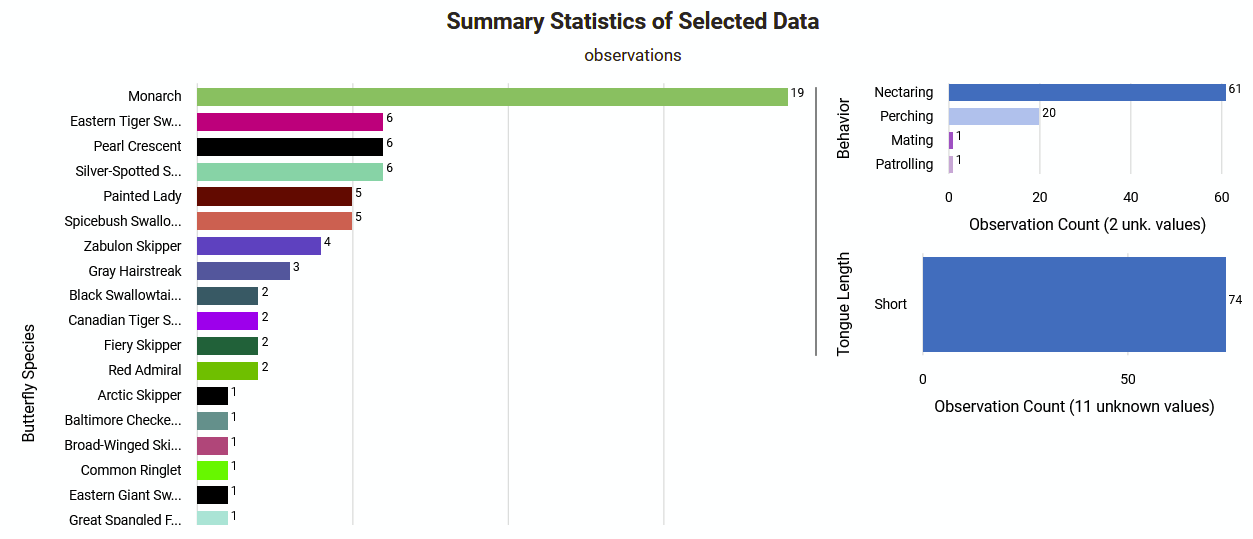 Summary Statistics of Selected Data
observations
Butterfly Species
Monarch 19
Eastern Tiger Sw... 6
Pearl Crescent 6
Silver-Spotted S... 6
Painted Lady 5
Spicebush Swallo... 5
Zabulon Skipper 4
Gray Hairstreak 3
Black Swallowtai... 2
Canadian Tiger S... 2
Fiery Skipper 2
Red Admiral 2
Arctic Skipper 1
Baltimore Checke... 1
Broad-Winged Ski... 1
Common Ringlet 1
Eastern Giant Sw... 1
Great Spangled F... 1
Behavior
Nectaring 61
Perching 20
Mating 1
Patrolling 1
0 20 40 60
Observation Count (2 unk. values)
Tongue Length
Short 74
0 50
Observation Count (11 unknown values)